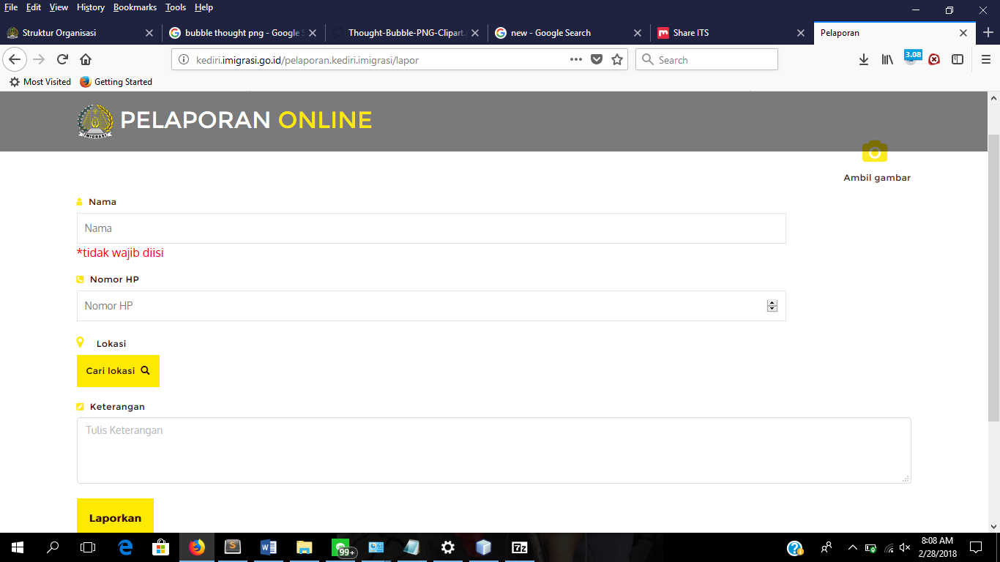 File Edit View History Bookmarks Tools Help
Struktur Organisasi
bubble thought png - Google S
Thought-Bubble-PNG-Clipart.
new - Google Search
Share ITS
Pelaporan
kediri.imigrasi.go.id/pelaporan.kediri.imigrasi/lapor
Search
3.08
Most Visited Getting Started
IMIGRASI
PELAPORAN ONLINE
Ambil gambar
Nama
Nama
*tidak wajib diisi
Nomor HP
Nomor HP
Lokasi
Cari lokasi
Keterangan
Tulis Keterangan
Laporkan
99+
7z
8:08 AM
2/28/2018